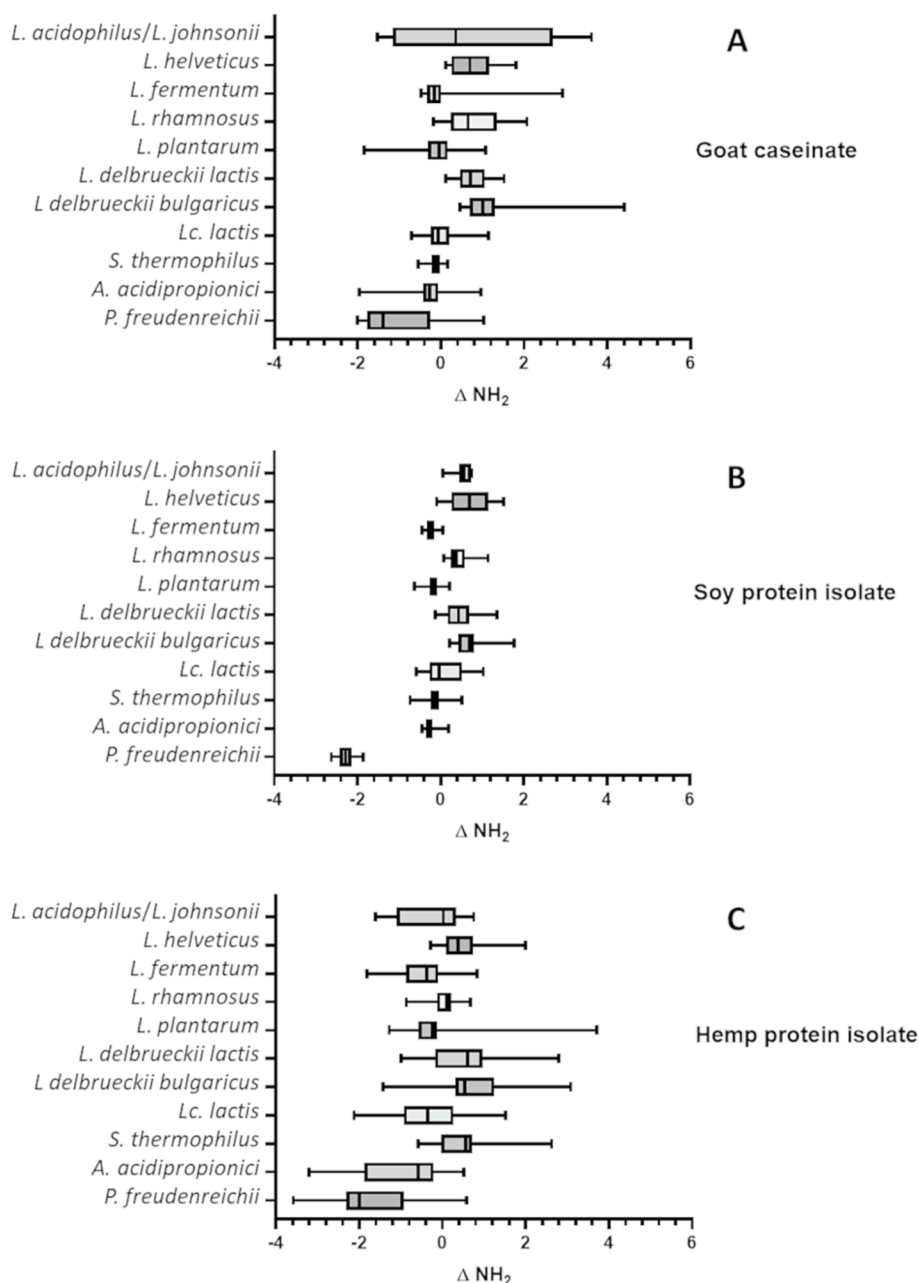 L. acidophilus/L. johnsonii
A
L. helveticus
L. fermentum
L. rhamnosus
Goat caseinate
L. plantarum
L. delbrueckii lactis
L delbrueckii bulgaricus
Lc. lactis
S. thermophilus
A. acidipropionici
P. freudenreichii
-4 -2 0 2 4 6
Δ NH₂
L. acidophilus/L. johnsonii
B
L. helveticus
L. fermentum
L. rhamnosus
L. plantarum
Soy protein isolate
L. delbrueckii lactis
L delbrueckii bulgaricus
Lc. lactis
S. thermophilus
A. acidipropionici
P. freudenreichii
-4 -2 0 2 4 6
Δ NH₂
L. acidophilus/L. johnsonii
C
L. helveticus
L. fermentum
L. rhamnosus
L. plantarum
Hemp protein isolate
L. delbrueckii lactis
L delbrueckii bulgaricus
Lc. lactis
S. thermophilus
A. acidipropionici
P. freudenreichii
-4 -2 0 2 4 6
Δ NH₂